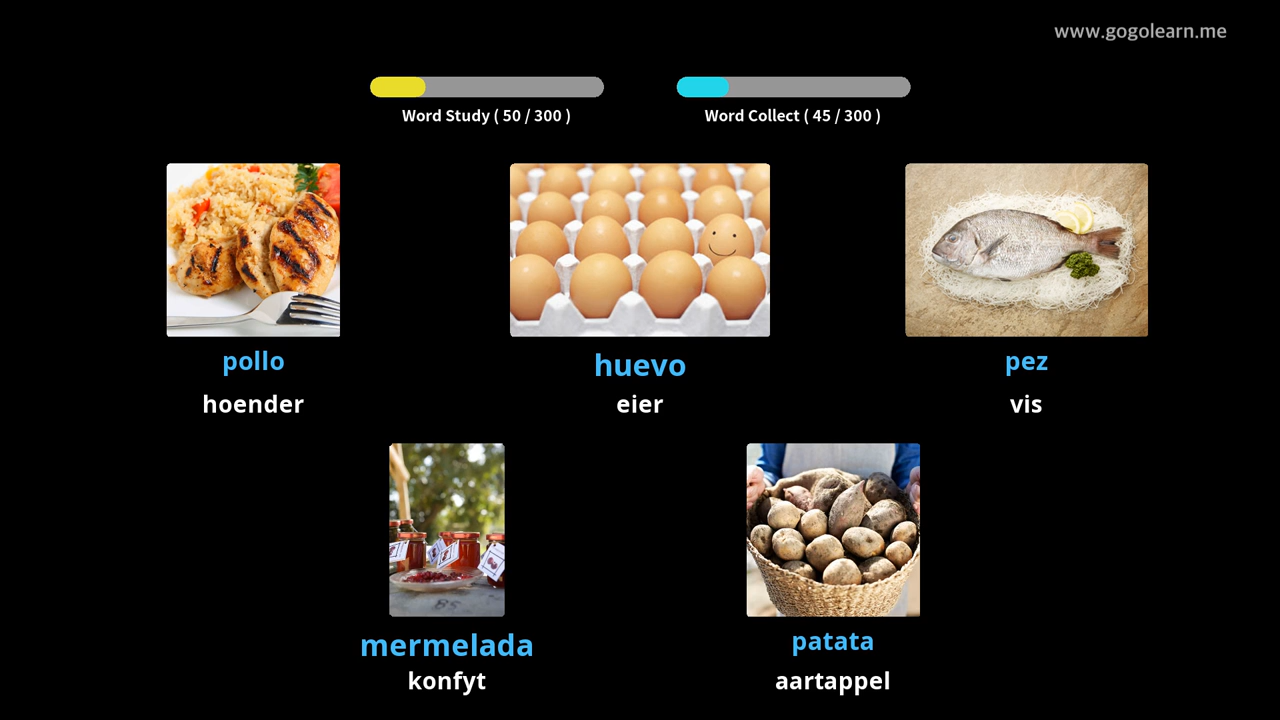 www.gogolearn.me
Word Study ( 50 / 300 )
Word Collect ( 45 / 300 )
pollo
hoender
huevo
eier
pez
vis
mermelada
konfyt
patata
aartappel